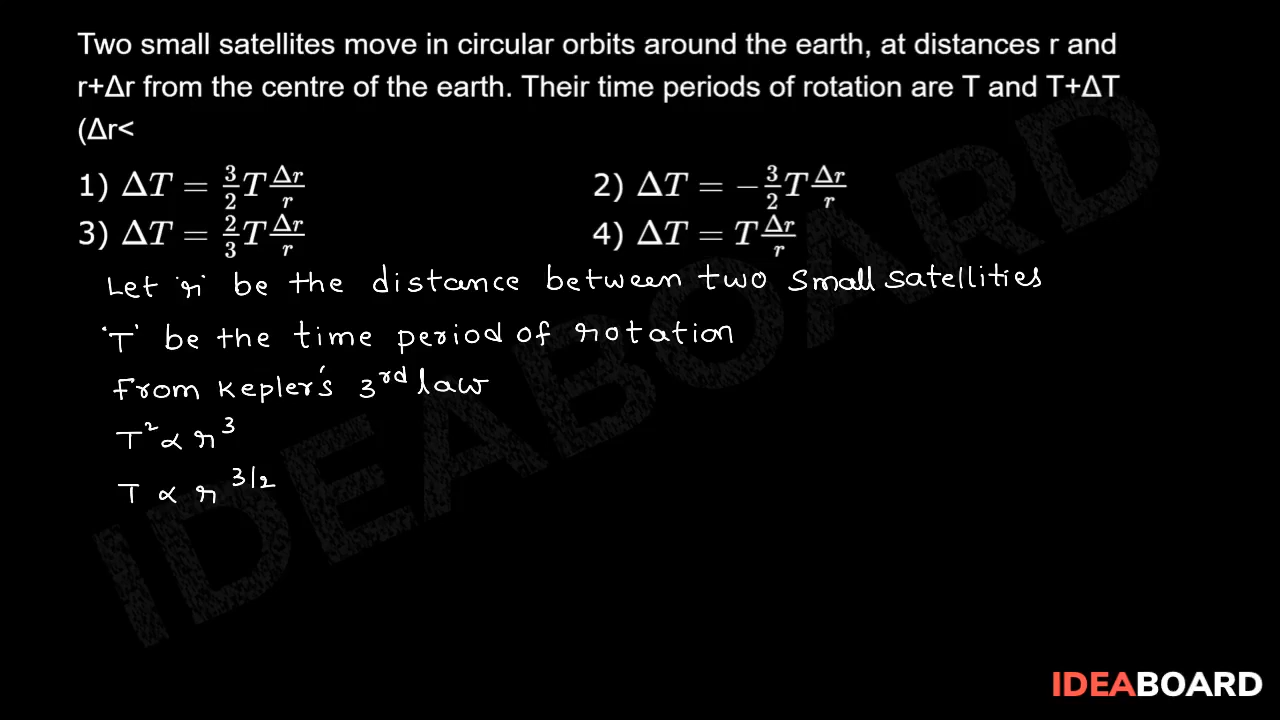 Two small satellites move in circular orbits around the earth, at distances r and
r+Δr from the centre of the earth. Their time periods of rotation are T and T+ΔT
(Δr<
1) ΔT = 3/2 T Δr/r
2) ΔT = −3/2 T Δr/r
3) ΔT = 2/3 T Δr/r
4) ΔT = T Δr/r
Let 'r' be the distance between two small satellities
'T' be the time period of rotation
From Kepler's 3rd law
T² ∝ r³
T ∝ r^3/2
IDEABOARD
IDEABOARD